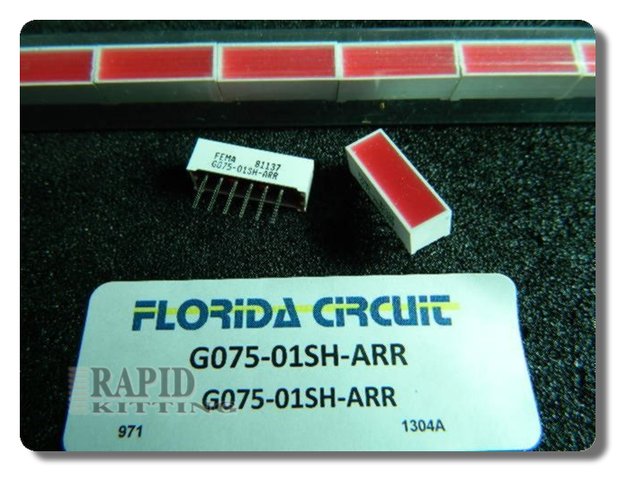 FEMA 81137
G075-01SH-ARR
FLORIDA CIRCUIT
G075-01SH-ARR
RAPID
KITTING
G075-01SH-ARR
971 1304A